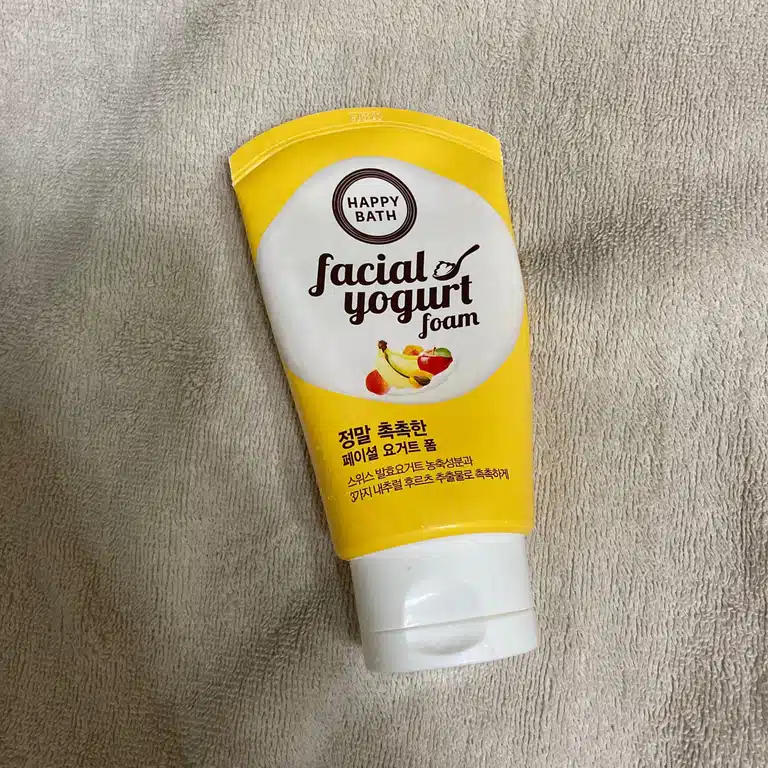 HAPPY
BATH
facial
yogurt
foam
정말 촉촉한
페이셜 요거트 폼
스위스 발효요거트 농축성분과
3가지 내추럴 후르츠 추출물로 촉촉하게